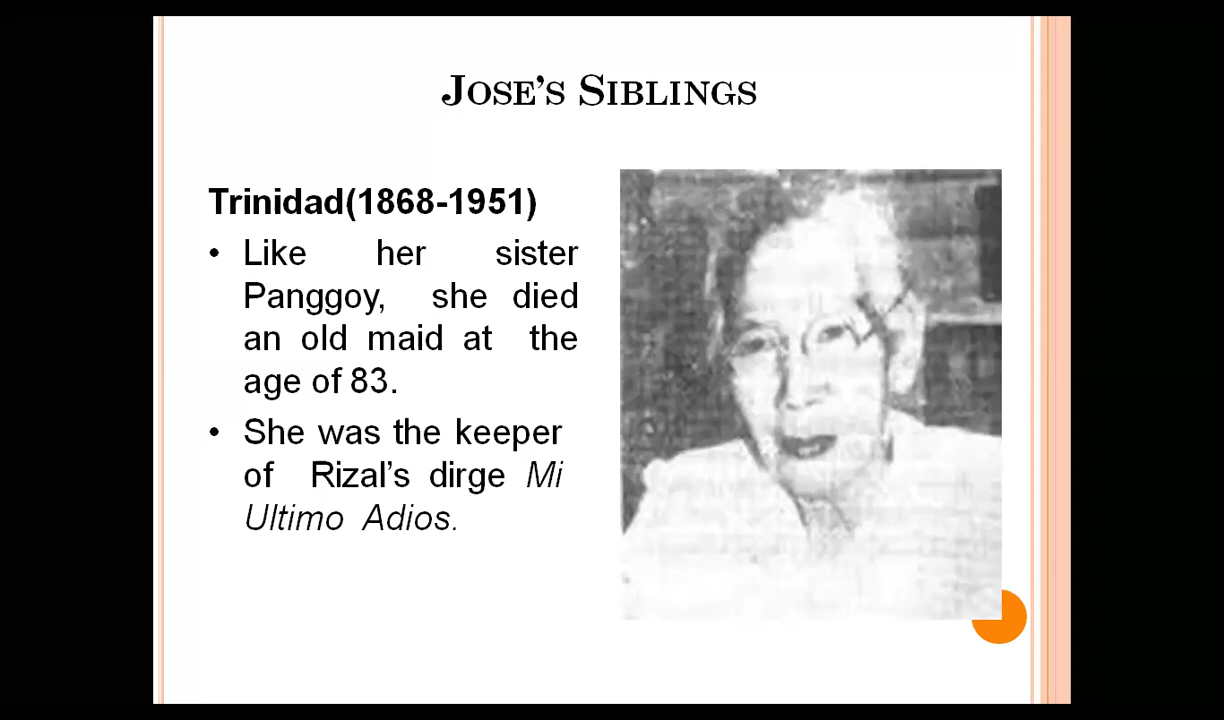 JOSE'S SIBLINGS
Trinidad(1868-1951)
• Like her sister
Panggoy, she died
an old maid at the
age of 83.
• She was the keeper
of Rizal's dirge Mi
Ultimo Adios.